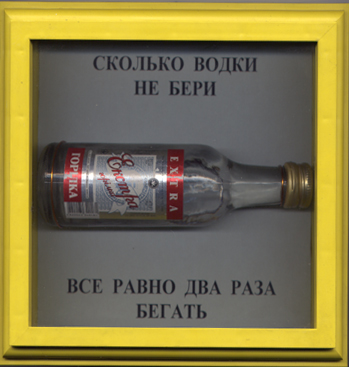 СКОЛЬКО ВОДКИ
НЕ БЕРИ
EXTRA
ГОРІЛКА
ВСЕ РАВНО ДВА РАЗА
БЕГАТЬ